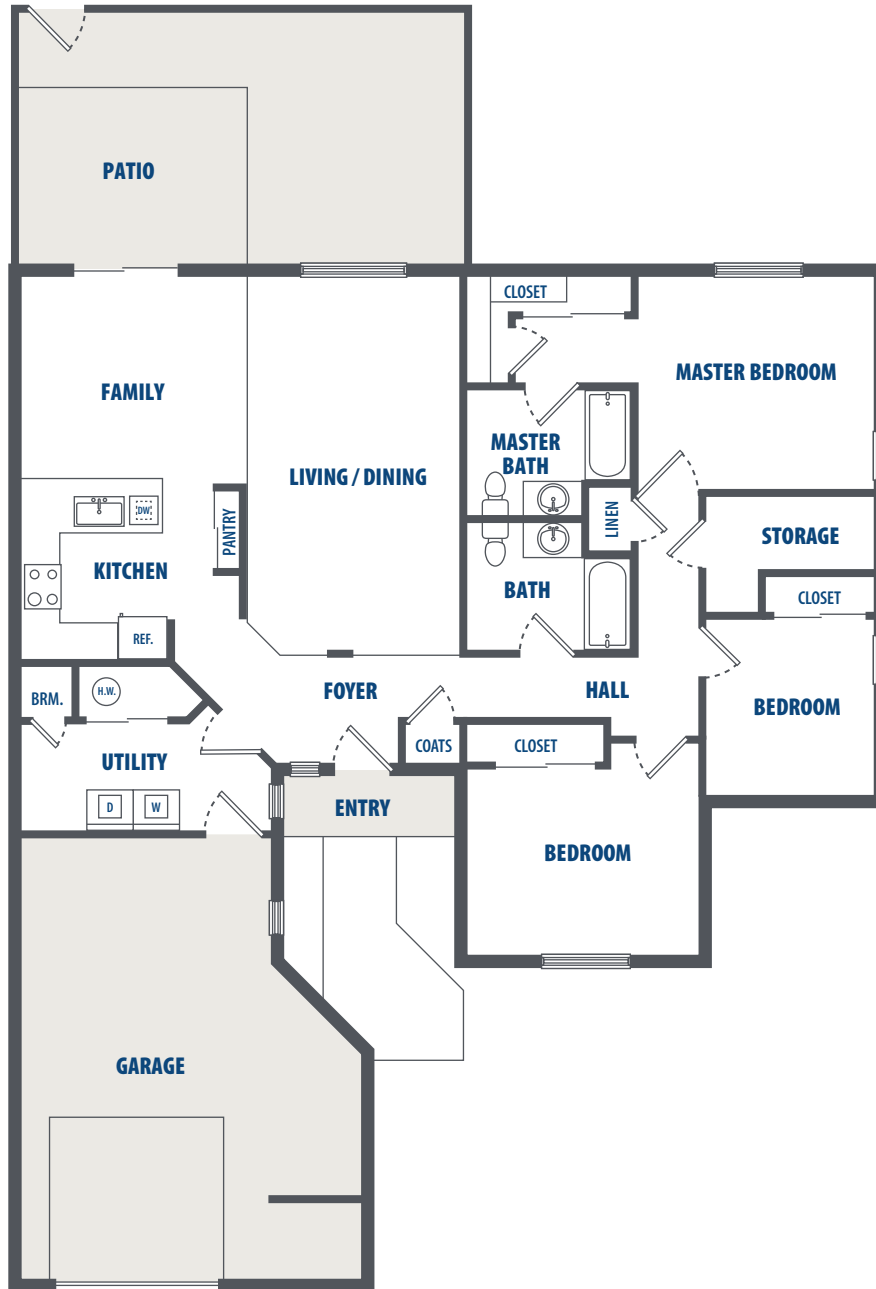 PATIO
CLOSET
FAMILY
MASTER BEDROOM
MASTER
BATH
LIVING / DINING
DW
PANTRY
LINEN
STORAGE
KITCHEN
BATH
CLOSET
REF.
BRM.
H.W.
FOYER
HALL
BEDROOM
COATS
CLOSET
UTILITY
D
W
ENTRY
BEDROOM
GARAGE